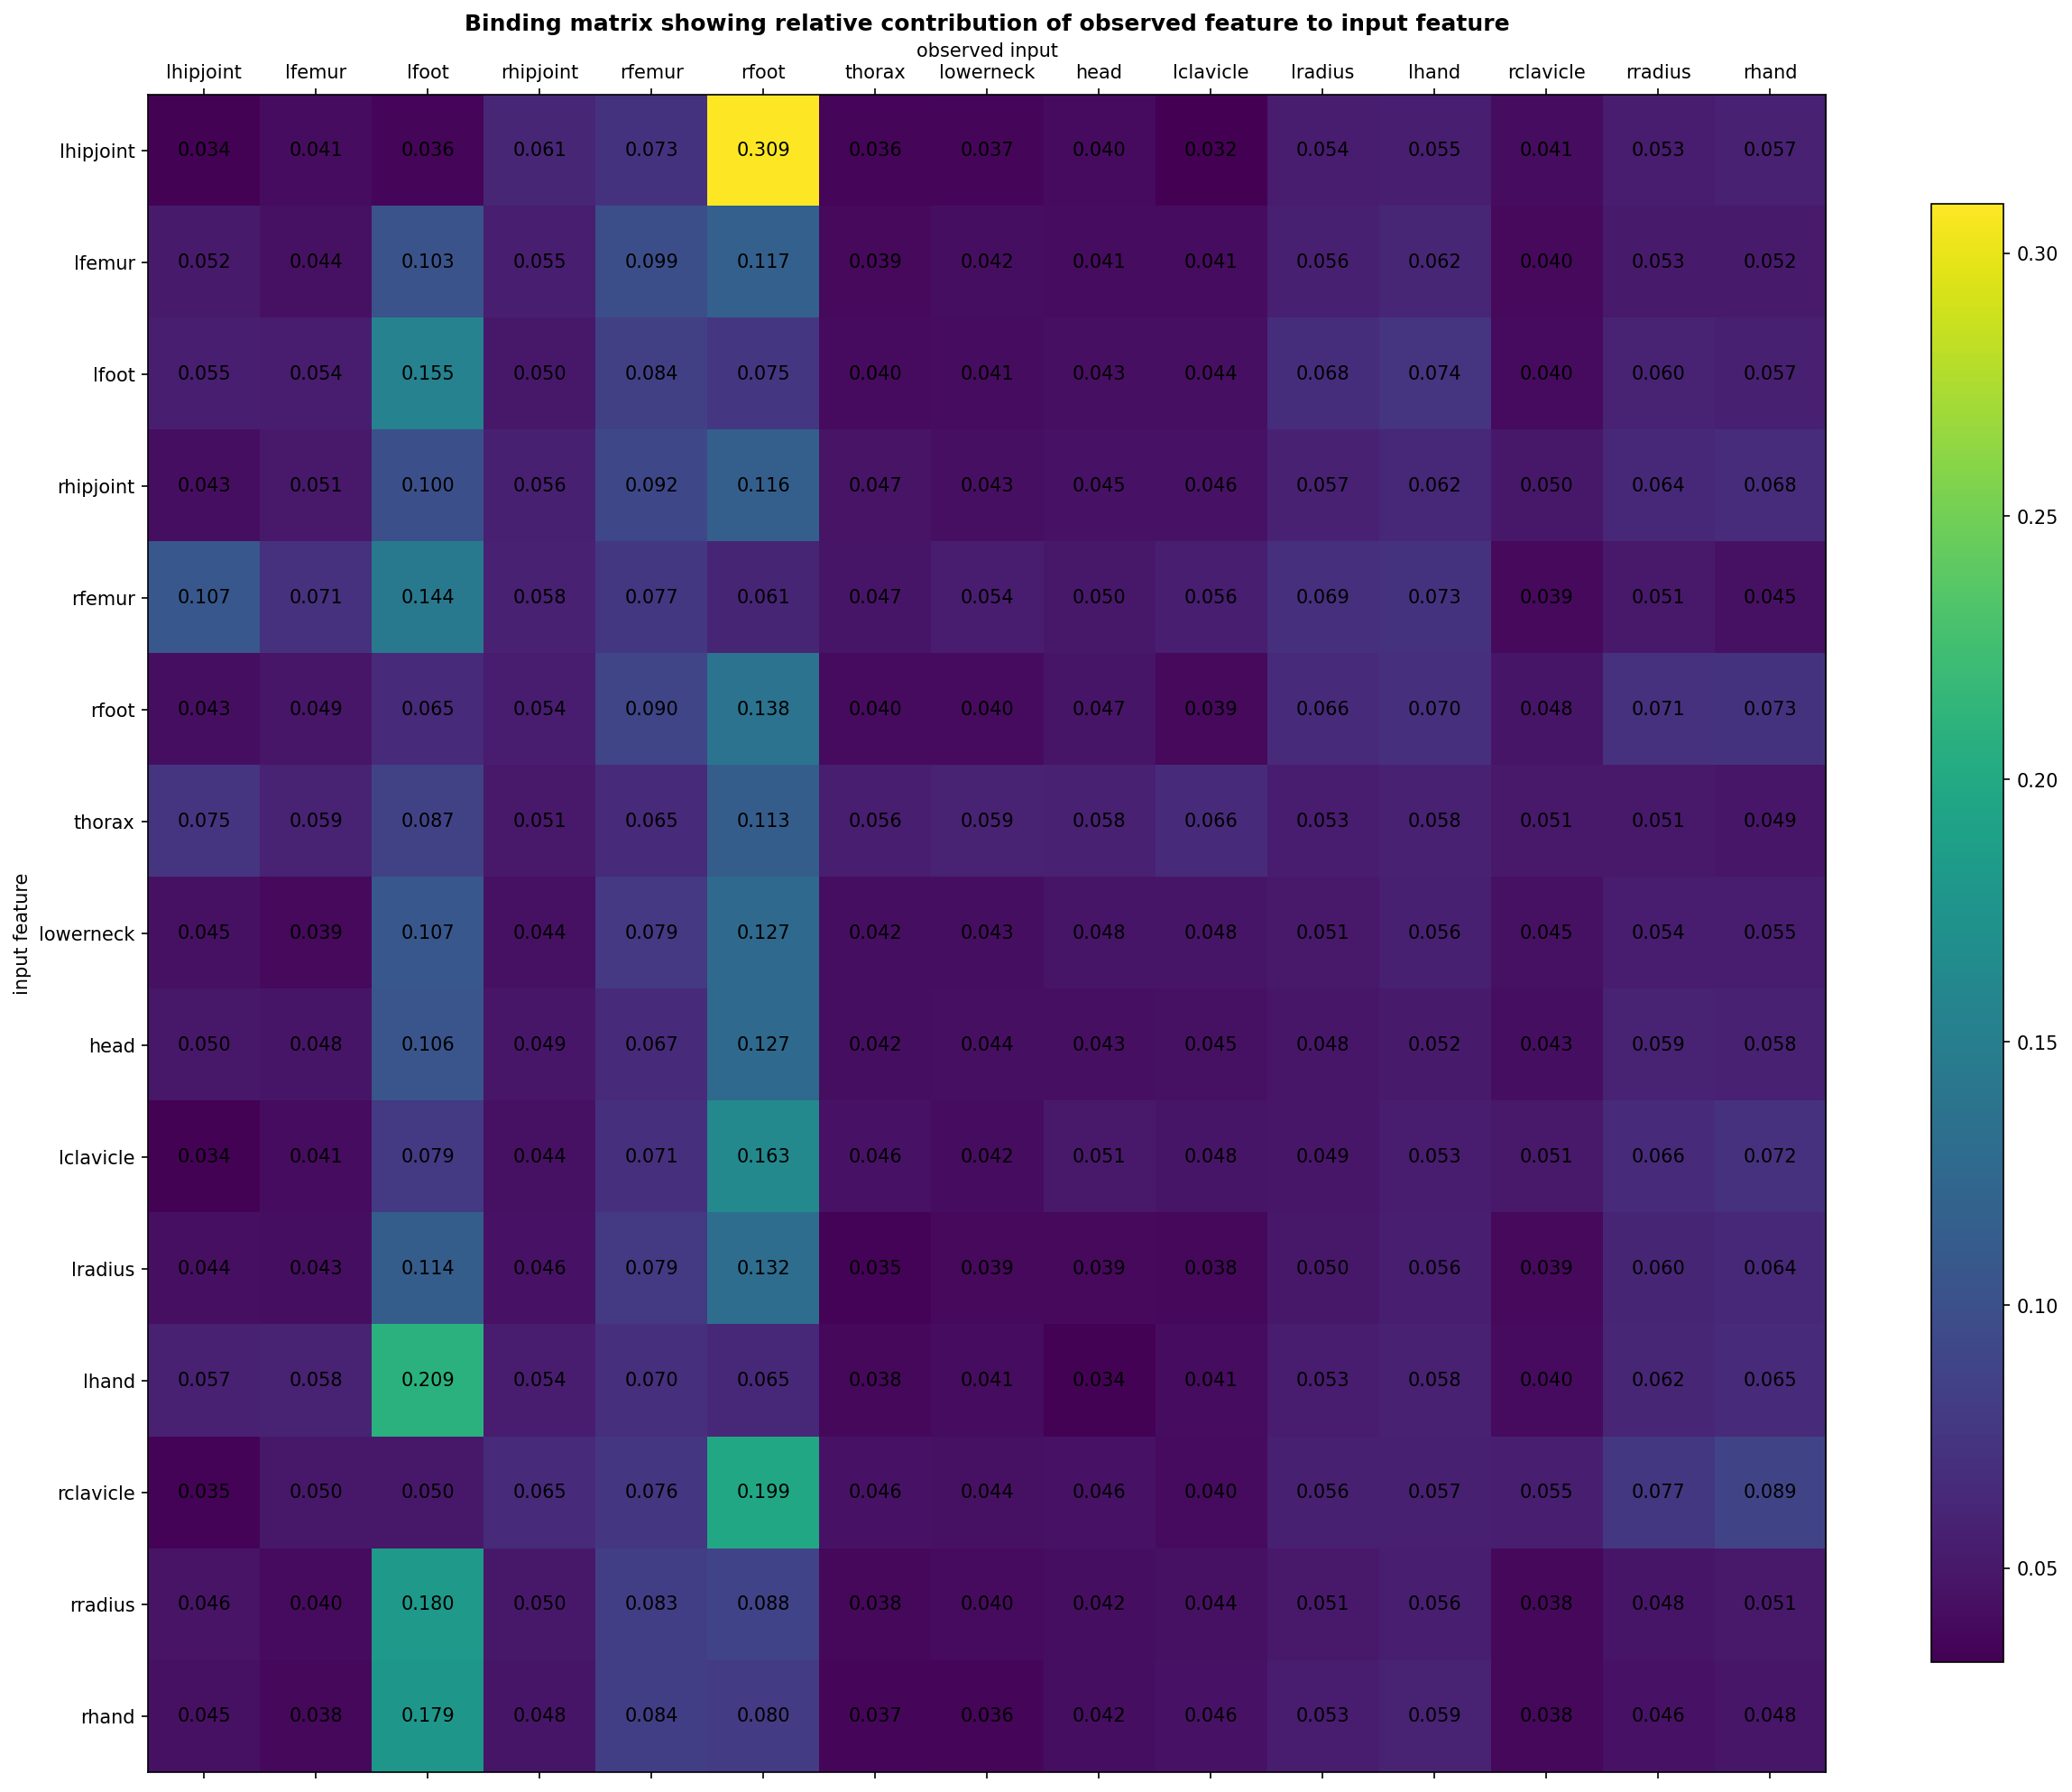 Binding matrix showing relative contribution of observed feature to input feature
observed input
lhipjoint lfemur lfoot rhipjoint rfemur rfoot thorax lowerneck head lclavicle lradius lhand rclavicle rradius rhand
lhipjoint 0.034 0.041 0.036 0.061 0.073 0.309 0.036 0.037 0.040 0.032 0.054 0.055 0.041 0.053 0.057
lfemur 0.052 0.044 0.103 0.055 0.099 0.117 0.039 0.042 0.041 0.041 0.056 0.062 0.040 0.053 0.052
0.30
lfoot 0.055 0.054 0.155 0.050 0.084 0.075 0.040 0.041 0.043 0.044 0.068 0.074 0.040 0.060 0.057
rhipjoint 0.043 0.051 0.100 0.056 0.092 0.116 0.047 0.043 0.045 0.046 0.057 0.062 0.050 0.064 0.068
0.25
rfemur 0.107 0.071 0.144 0.058 0.077 0.061 0.047 0.054 0.050 0.056 0.069 0.073 0.039 0.051 0.045
rfoot 0.043 0.049 0.065 0.054 0.090 0.138 0.040 0.040 0.047 0.039 0.066 0.070 0.048 0.071 0.073
0.20
thorax 0.075 0.059 0.087 0.051 0.065 0.113 0.056 0.059 0.058 0.066 0.053 0.058 0.051 0.051 0.049
input feature
lowerneck 0.045 0.039 0.107 0.044 0.079 0.127 0.042 0.043 0.048 0.048 0.051 0.056 0.045 0.054 0.055
head 0.050 0.048 0.106 0.049 0.067 0.127 0.042 0.044 0.043 0.045 0.048 0.052 0.043 0.059 0.058
0.15
lclavicle 0.034 0.041 0.079 0.044 0.071 0.163 0.046 0.042 0.051 0.048 0.049 0.053 0.051 0.066 0.072
lradius 0.044 0.043 0.114 0.046 0.079 0.132 0.035 0.039 0.039 0.038 0.050 0.056 0.039 0.060 0.064
0.10
lhand 0.057 0.058 0.209 0.054 0.070 0.065 0.038 0.041 0.034 0.041 0.053 0.058 0.040 0.062 0.065
rclavicle 0.035 0.050 0.050 0.065 0.076 0.199 0.046 0.044 0.046 0.040 0.056 0.057 0.055 0.077 0.089
0.05
rradius 0.046 0.040 0.180 0.050 0.083 0.088 0.038 0.040 0.042 0.044 0.051 0.056 0.038 0.048 0.051
rhand 0.045 0.038 0.179 0.048 0.084 0.080 0.037 0.036 0.042 0.046 0.053 0.059 0.038 0.046 0.048